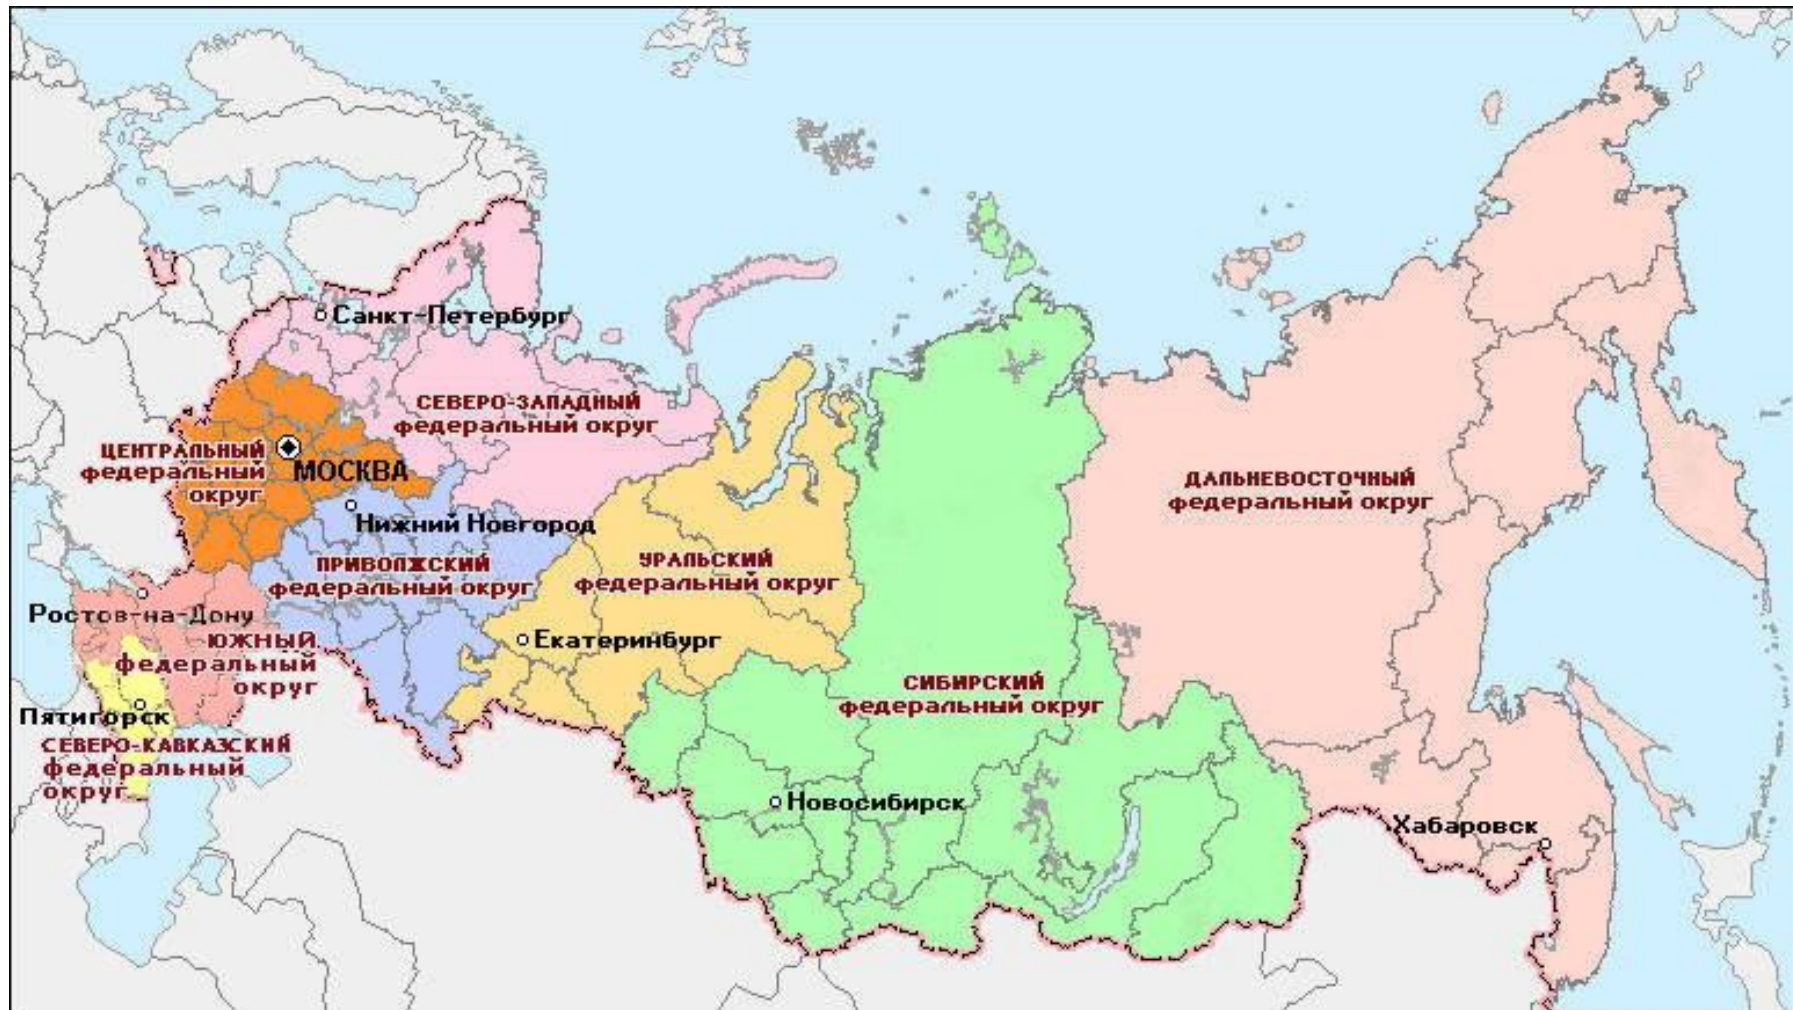 Санкт-Петербург
СЕВЕРО-ЗАПАДНЫЙ
федеральный округ
ЦЕНТРАЛЬНЫЙ
федеральный
округ
МОСКВА
ДАЛЬНЕВОСТОЧНЫЙ
федеральный округ
Нижний Новгород
ПРИВОЛЖСКИЙ
федеральный округ
УРАЛЬСКИЙ
федеральный округ
Ростов-на-Дону
ЮЖНЫЙ
федеральный
округ
Екатеринбург
СИБИРСКИЙ
федеральный округ
Пятигорск
СЕВЕРО-КАВКАЗСКИЙ
федеральный
округ
Новосибирск
Хабаровск